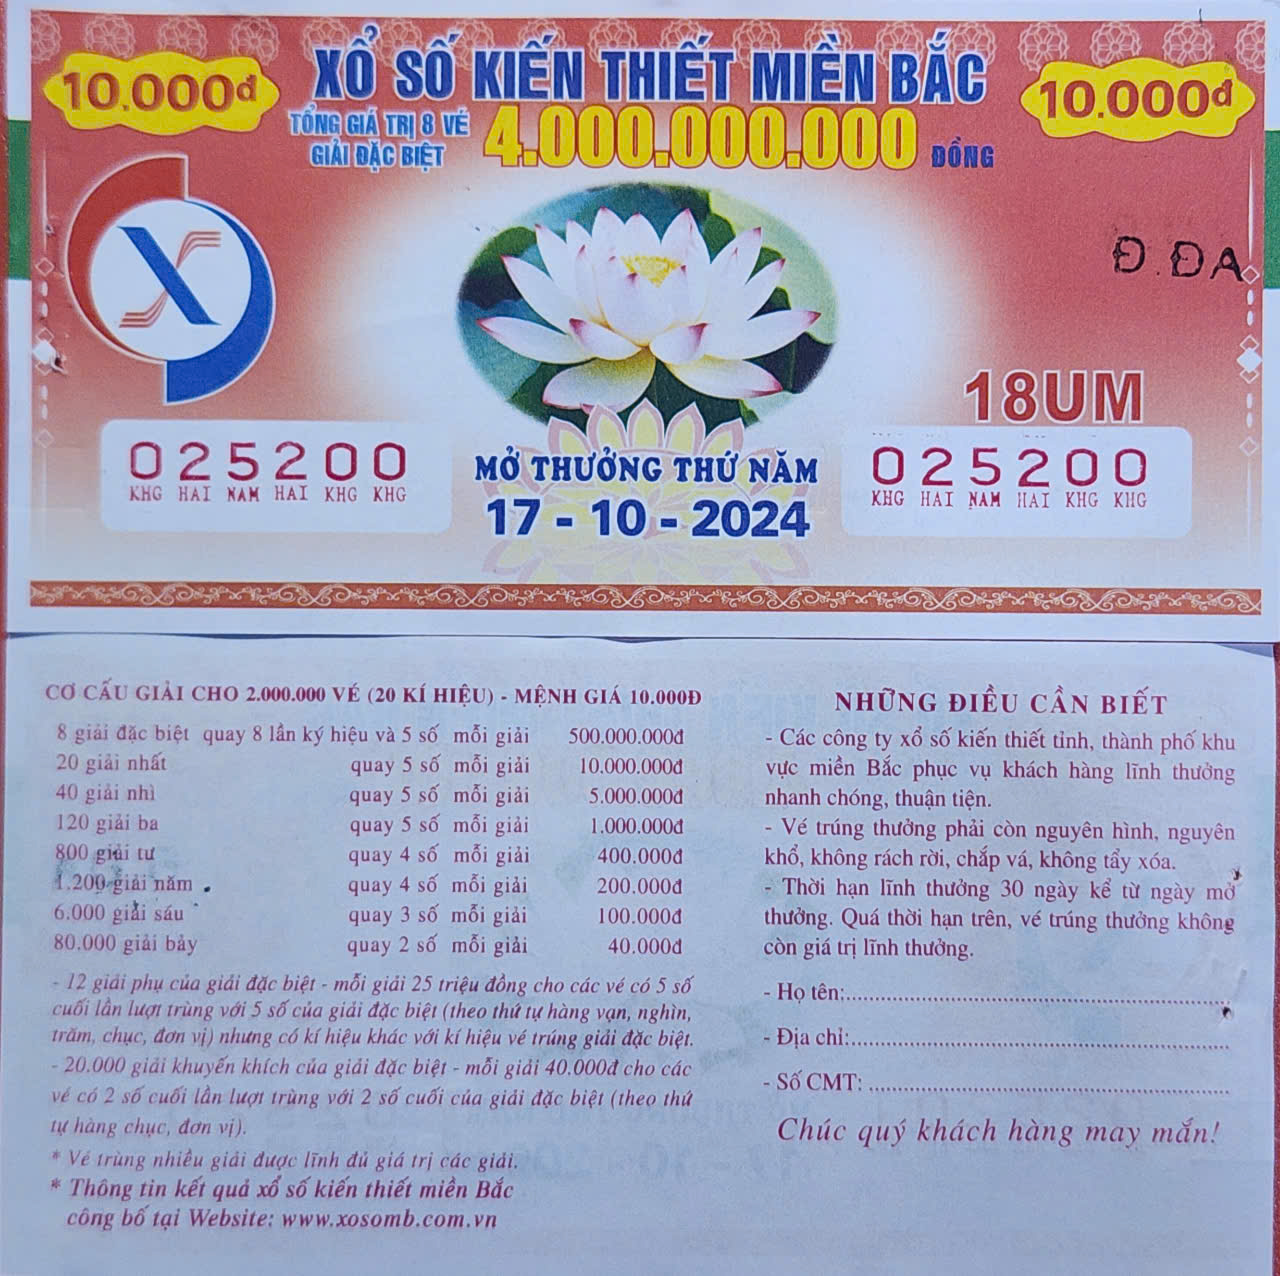 XỔ SỐ KIẾN THIẾT MIỀN BẮC
10.000đ
10.000đ
TỔNG GIÁ TRỊ 8 VÉ
GIẢI ĐẶC BIỆT
4.000.000.000 ĐỒNG
X
Đ.ĐA
18UM
025200
KHG HAI NAM HAI KHG KHG
MỞ THƯỞNG THỨ NĂM
17 - 10 - 2024
025200
KHG HAI NAM HAI KHG KHG
CƠ CẤU GIẢI CHO 2.000.000 VÉ (20 KÍ HIỆU) - MỆNH GIÁ 10.000Đ
8 giải đặc biệt quay 8 lần ký hiệu và 5 số mỗi giải 500.000.000đ
20 giải nhất quay 5 số mỗi giải 10.000.000đ
40 giải nhì quay 5 số mỗi giải 5.000.000đ
120 giải ba quay 5 số mỗi giải 1.000.000đ
800 giải tư quay 4 số mỗi giải 400.000đ
1.200 giải năm quay 4 số mỗi giải 200.000đ
6.000 giải sáu quay 3 số mỗi giải 100.000đ
80.000 giải bảy quay 2 số mỗi giải 40.000đ
- 12 giải phụ của giải đặc biệt - mỗi giải 25 triệu đồng cho các vé có 5 số
cuối lần lượt trùng với 5 số của giải đặc biệt (theo thứ tự hàng vạn, nghìn,
trăm, chục, đơn vị) nhưng có kí hiệu khác với kí hiệu vé trúng giải đặc biệt.
- 20.000 giải khuyến khích của giải đặc biệt - mỗi giải 40.000đ cho các
vé có 2 số cuối lần lượt trùng với 2 số cuối của giải đặc biệt (theo thứ
tự hàng chục, đơn vị).
* Vé trùng nhiều giải được lĩnh đủ giá trị các giải.
* Thông tin kết quả xổ số kiến thiết miền Bắc
công bố tại Website: www.xosomb.com.vn
NHỮNG ĐIỀU CẦN BIẾT
- Các công ty xổ số kiến thiết tỉnh, thành phố khu
vực miền Bắc phục vụ khách hàng lĩnh thưởng
nhanh chóng, thuận tiện.
- Vé trúng thưởng phải còn nguyên hình, nguyên
khổ, không rách rời, chắp vá, không tẩy xóa.
- Thời hạn lĩnh thưởng 30 ngày kể từ ngày mở
thưởng. Quá thời hạn trên, vé trúng thưởng không
còn giá trị lĩnh thưởng.
- Họ tên:
- Địa chỉ:
- Số CMT:
Chúc quý khách hàng may mắn!